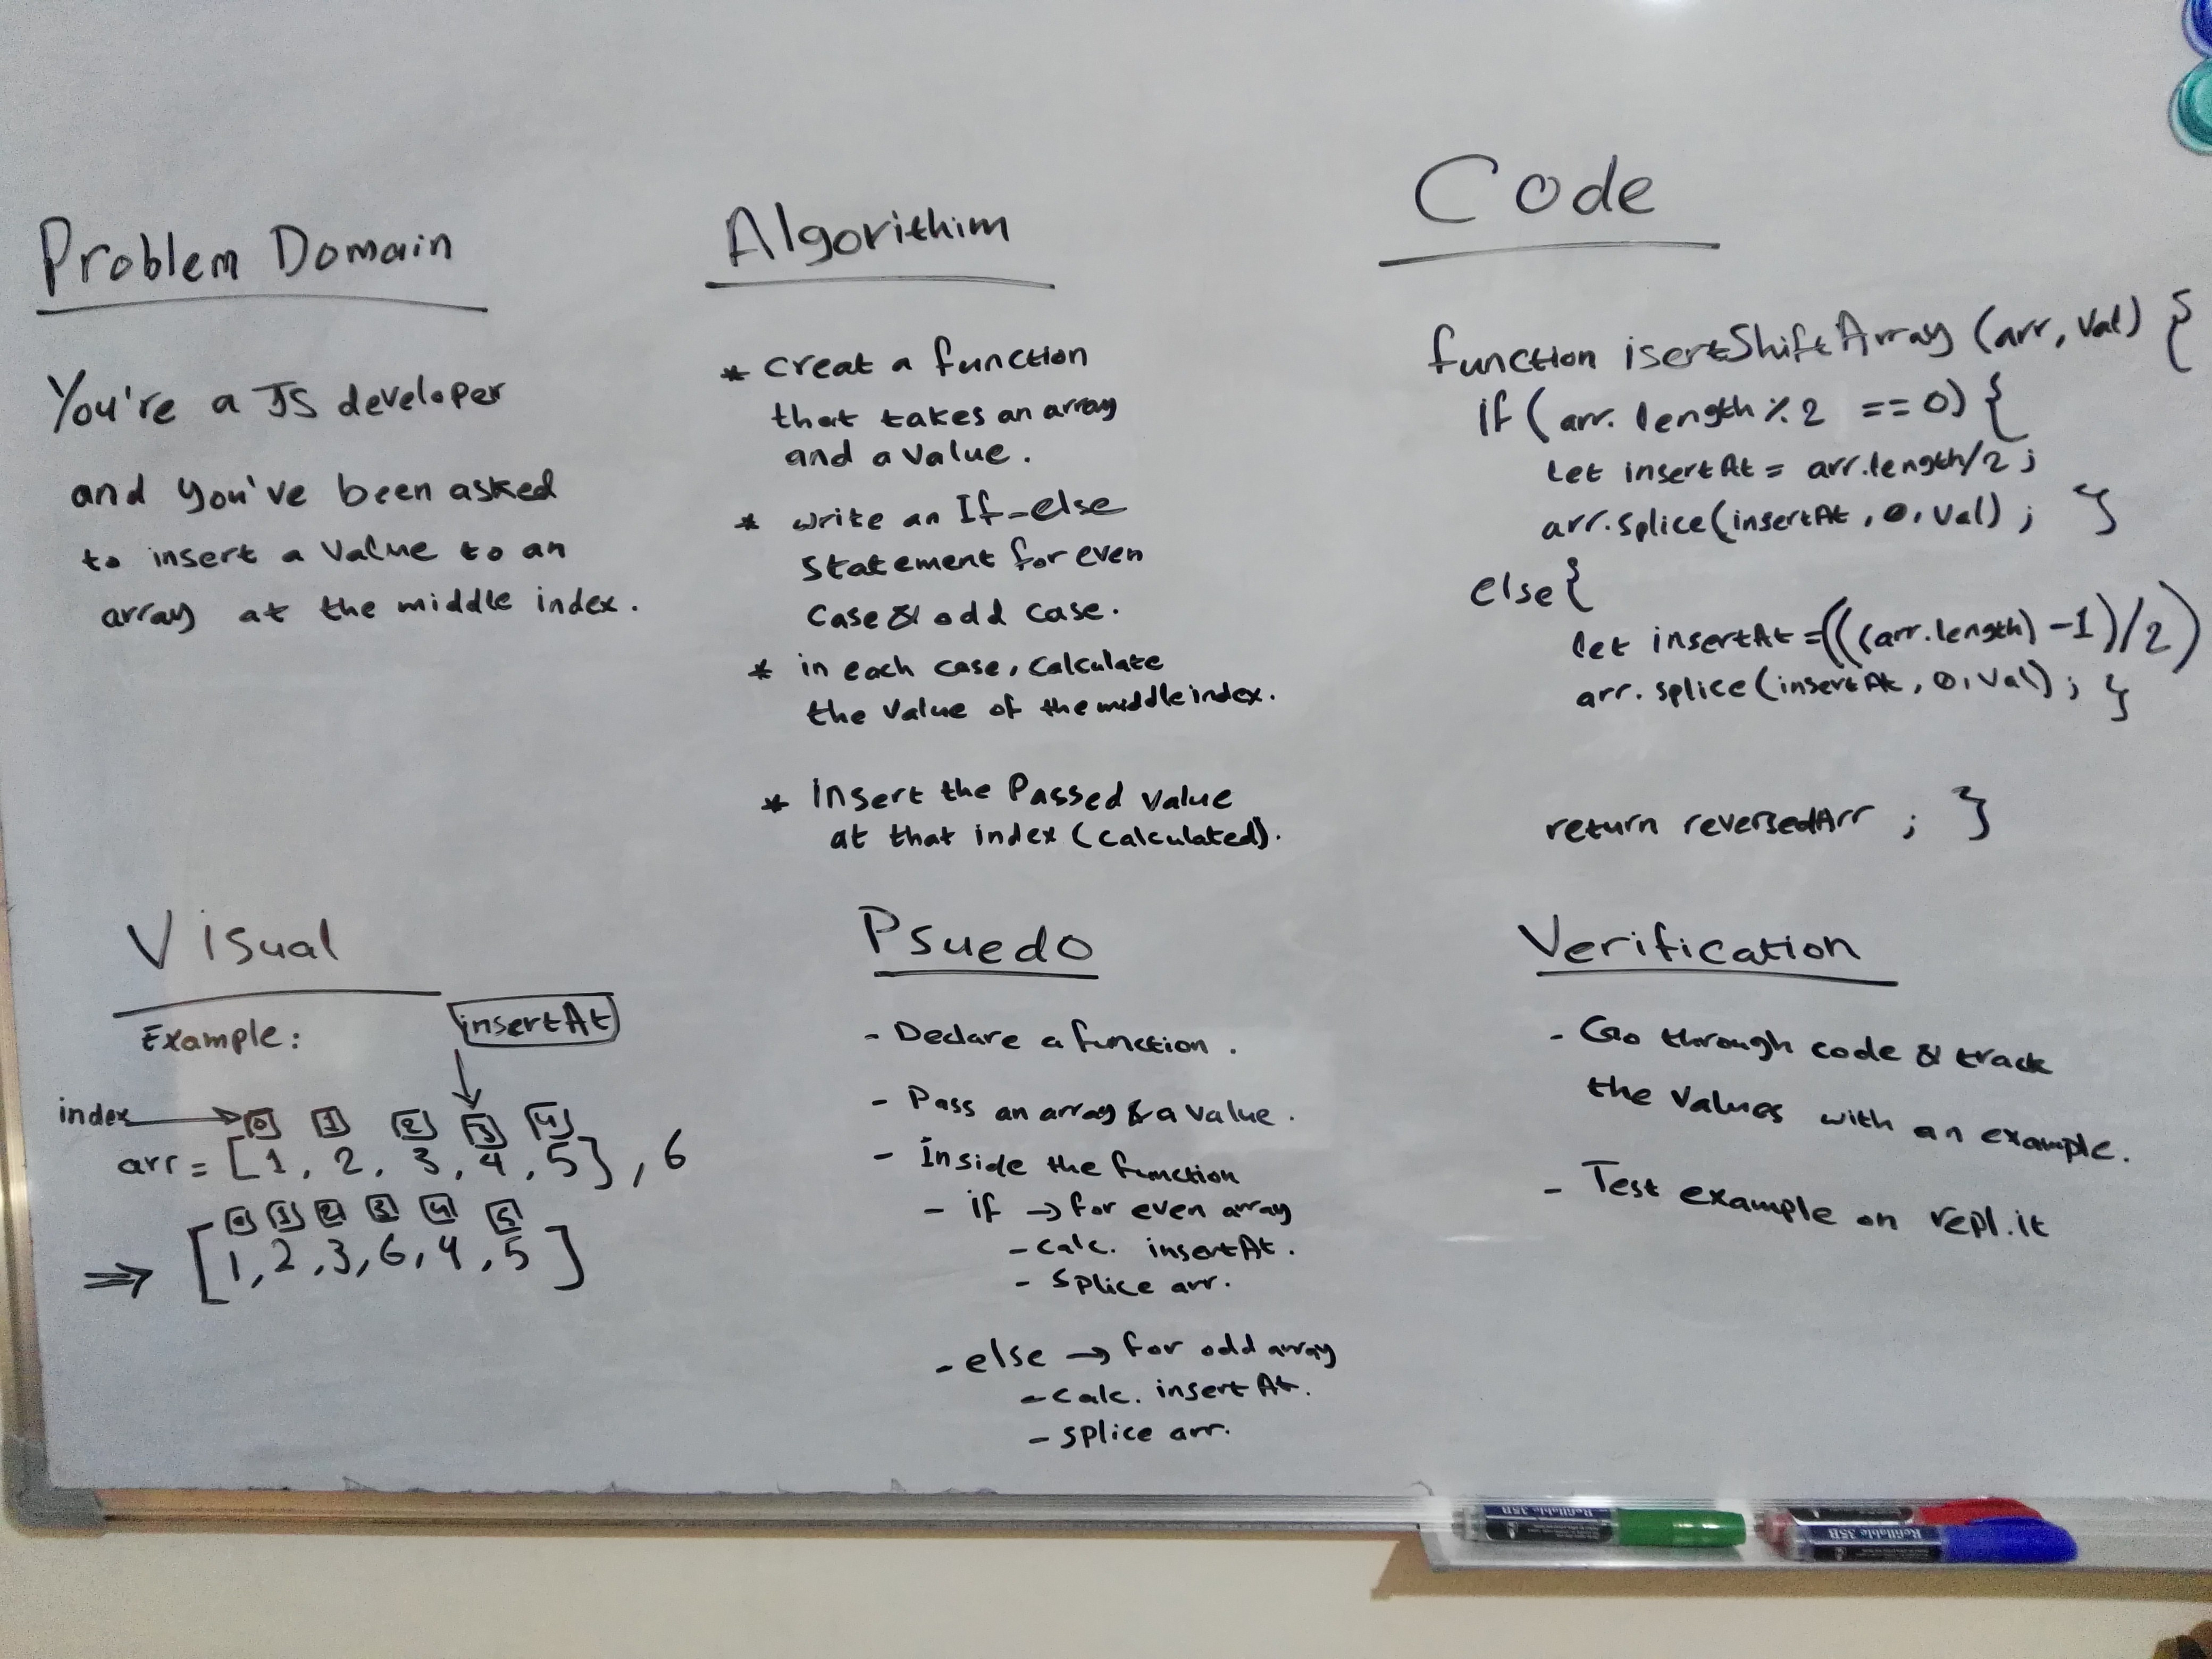 Problem Domain
You're a JS developer
and you've been asked
to insert a value to an
array at the middle index.
Algorithim
* creat a function
that takes an array
and a value.
* write an If-else
statement for even
case & odd case.
* in each case, calculate
the value of the middle index.
* Insert the Passed value
at that index (calculated).
Code
function isertShiftArray (arr, val) {
if (arr.length % 2 == 0) {
let insertAt = arr.length/2;
arr.splice(insertAt, 0, val); }
else {
let insertAt = (((arr.length) -1)/2)
arr.splice(insertAt, 0, val); }
return reversedArr ; }
Visual
Example:
insertAt
index 0 1 2 3 4
arr = [1, 2, 3, 4, 5], 6
0 1 2 3 4 5
⇒ [1, 2, 3, 6, 4, 5]
Psuedo
- Declare a function.
- Pass an array & a value.
- Inside the function
- if → for even array
- calc. insertAt.
- splice arr.
- else → for odd array
- calc. insertAt.
- splice arr.
Verification
- Go through code & track
the values with an example.
- Test example on repl.it
Refillable 35B
Refillable 35B